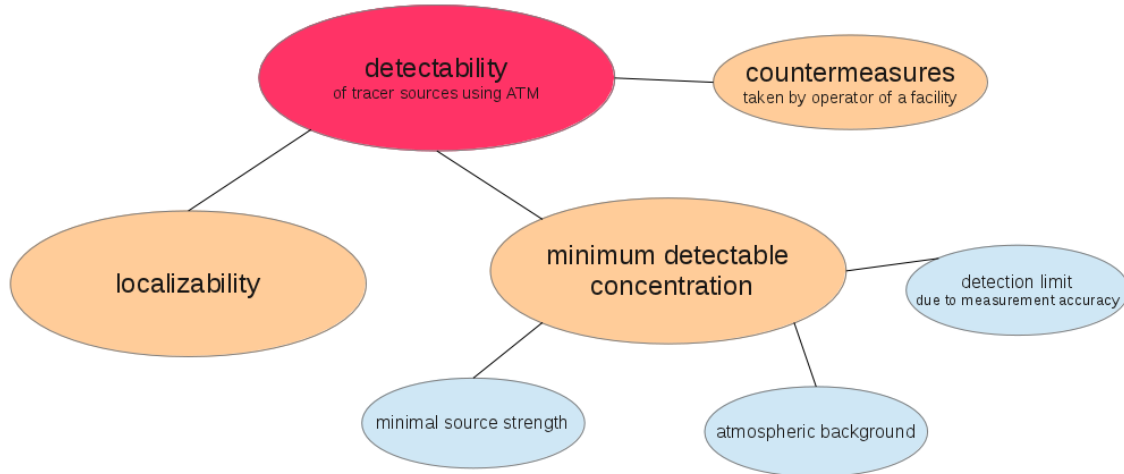 detectability
of tracer sources using ATM
countermeasures
taken by operator of a facility
localizability
minimum detectable
concentration
detection limit
due to measurement accuracy
minimal source strength
atmospheric background